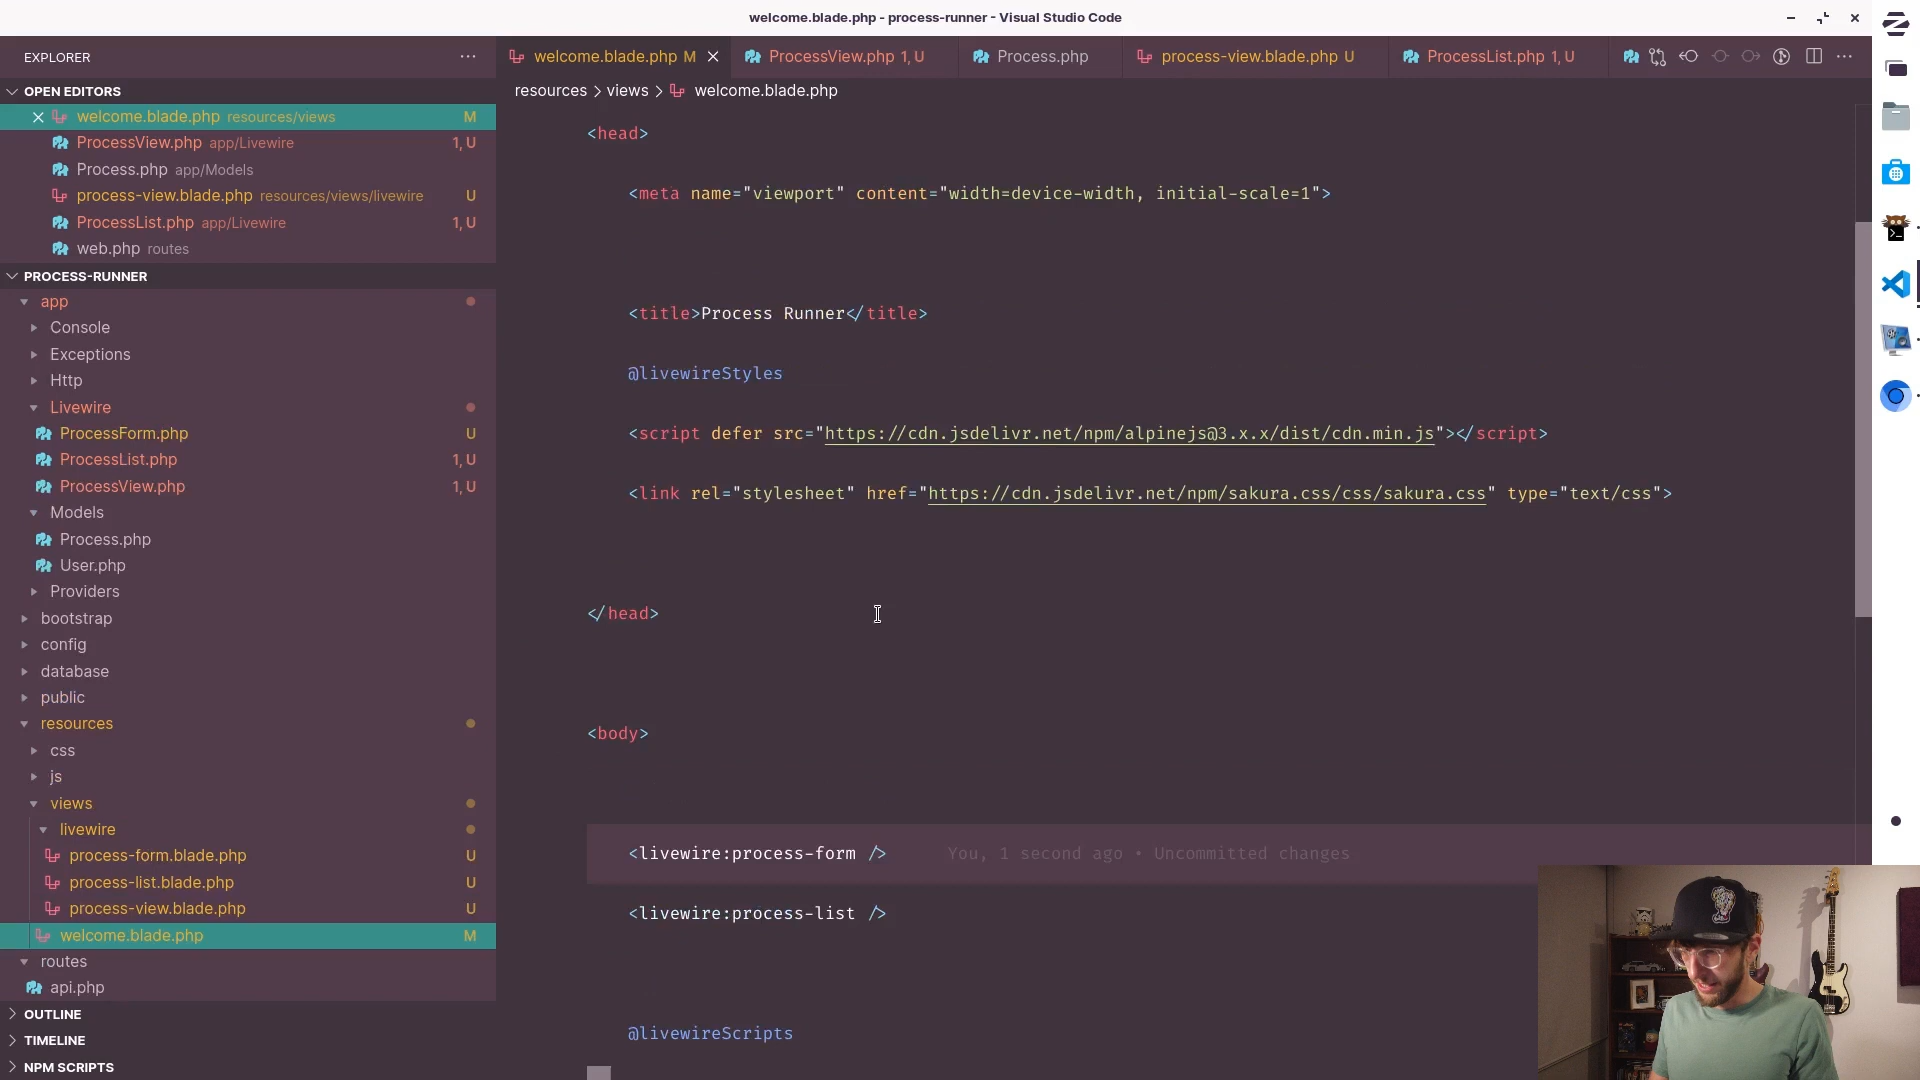 welcome.blade.php - process-runner - Visual Studio Code
EXPLORER
OPEN EDITORS
welcome.blade.php resources/views M
ProcessView.php app/Livewire 1, U
Process.php app/Models
process-view.blade.php resources/views/livewire U
ProcessList.php app/Livewire 1, U
web.php routes
PROCESS-RUNNER
app
Console
Exceptions
Http
Livewire
ProcessForm.php U
ProcessList.php 1, U
ProcessView.php 1, U
Models
Process.php
User.php
Providers
bootstrap
config
database
public
resources
css
js
views
livewire
process-form.blade.php U
process-list.blade.php U
process-view.blade.php U
welcome.blade.php M
routes
api.php
OUTLINE
TIMELINE
NPM SCRIPTS
welcome.blade.php M ProcessView.php 1, U Process.php process-view.blade.php U ProcessList.php 1, U
resources > views > welcome.blade.php
<head>
<meta name="viewport" content="width=device-width, initial-scale=1">
<title>Process Runner</title>
@livewireStyles
<script defer src="https://cdn.jsdelivr.net/npm/alpinejs@3.x.x/dist/cdn.min.js"></script>
<link rel="stylesheet" href="https://cdn.jsdelivr.net/npm/sakura.css/css/sakura.css" type="text/css">
</head>
<body>
<livewire:process-form /> You, 1 second ago • Uncommitted changes
<livewire:process-list />
@livewireScripts